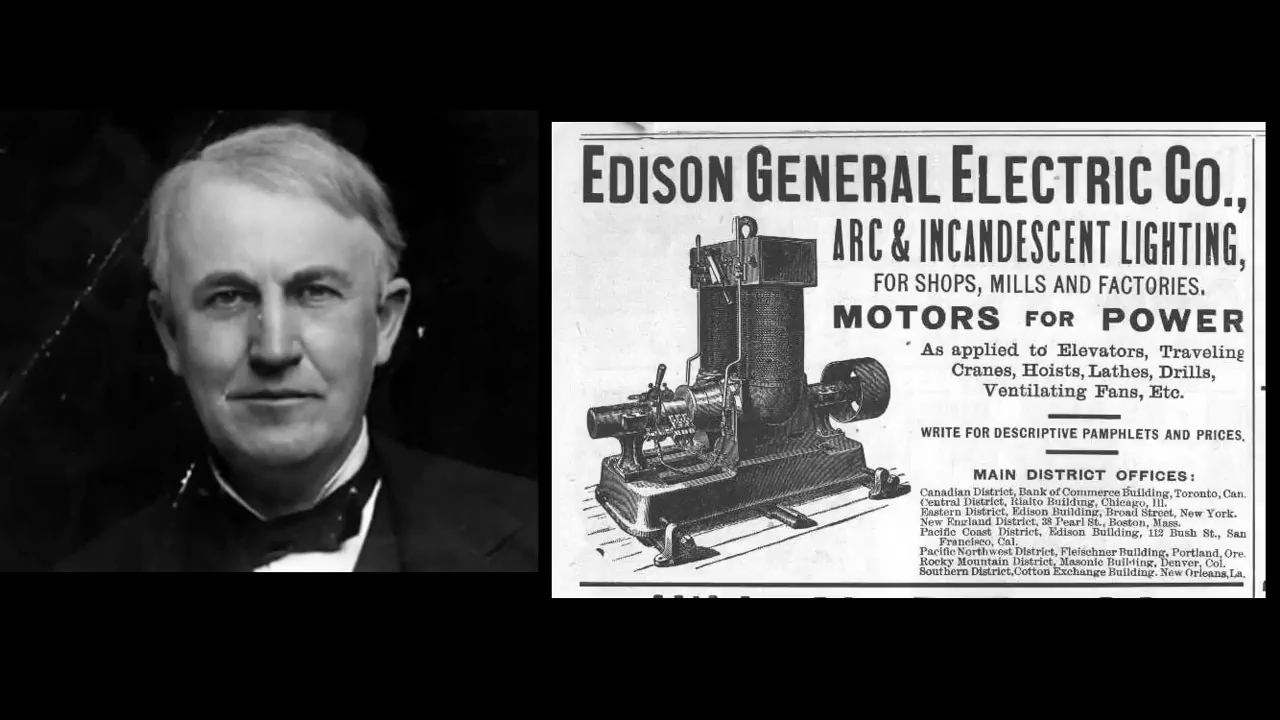 EDISON GENERAL ELECTRIC CO.,
ARC & INCANDESCENT LIGHTING,
FOR SHOPS, MILLS AND FACTORIES.
MOTORS FOR POWER
As applied to Elevators, Traveling
Cranes, Hoists, Lathes, Drills,
Ventilating Fans, Etc.
WRITE FOR DESCRIPTIVE PAMPHLETS AND PRICES.
MAIN DISTRICT OFFICES:
Canadian District, Bank of Commerce Building, Toronto, Can.
Central District, Rialto Building, Chicago, Ill.
Eastern District, Edison Building, Broad Street, New York.
New England District, 38 Pearl St., Boston, Mass.
Pacific Coast District, Edison Building, 112 Bush St., San
Francisco, Cal.
Pacific Northwest District, Fleischner Building, Portland, Ore.
Rocky Mountain District, Masonic Building, Denver, Col.
Southern District, Cotton Exchange Building. New Orleans, La.